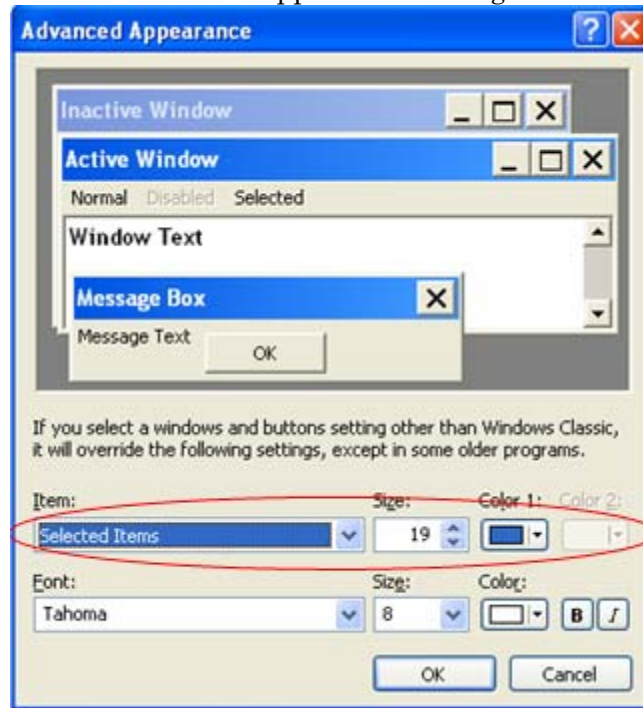 Advanced Appearance
Inactive Window
Active Window
Normal Disabled Selected
Window Text
Message Box
Message Text
OK
If you select a windows and buttons setting other than Windows Classic,
it will override the following settings, except in some older programs.
Item: Size: Color 1: Color 2:
Selected Items 19
Font: Size: Color:
Tahoma 8 B I
OK Cancel